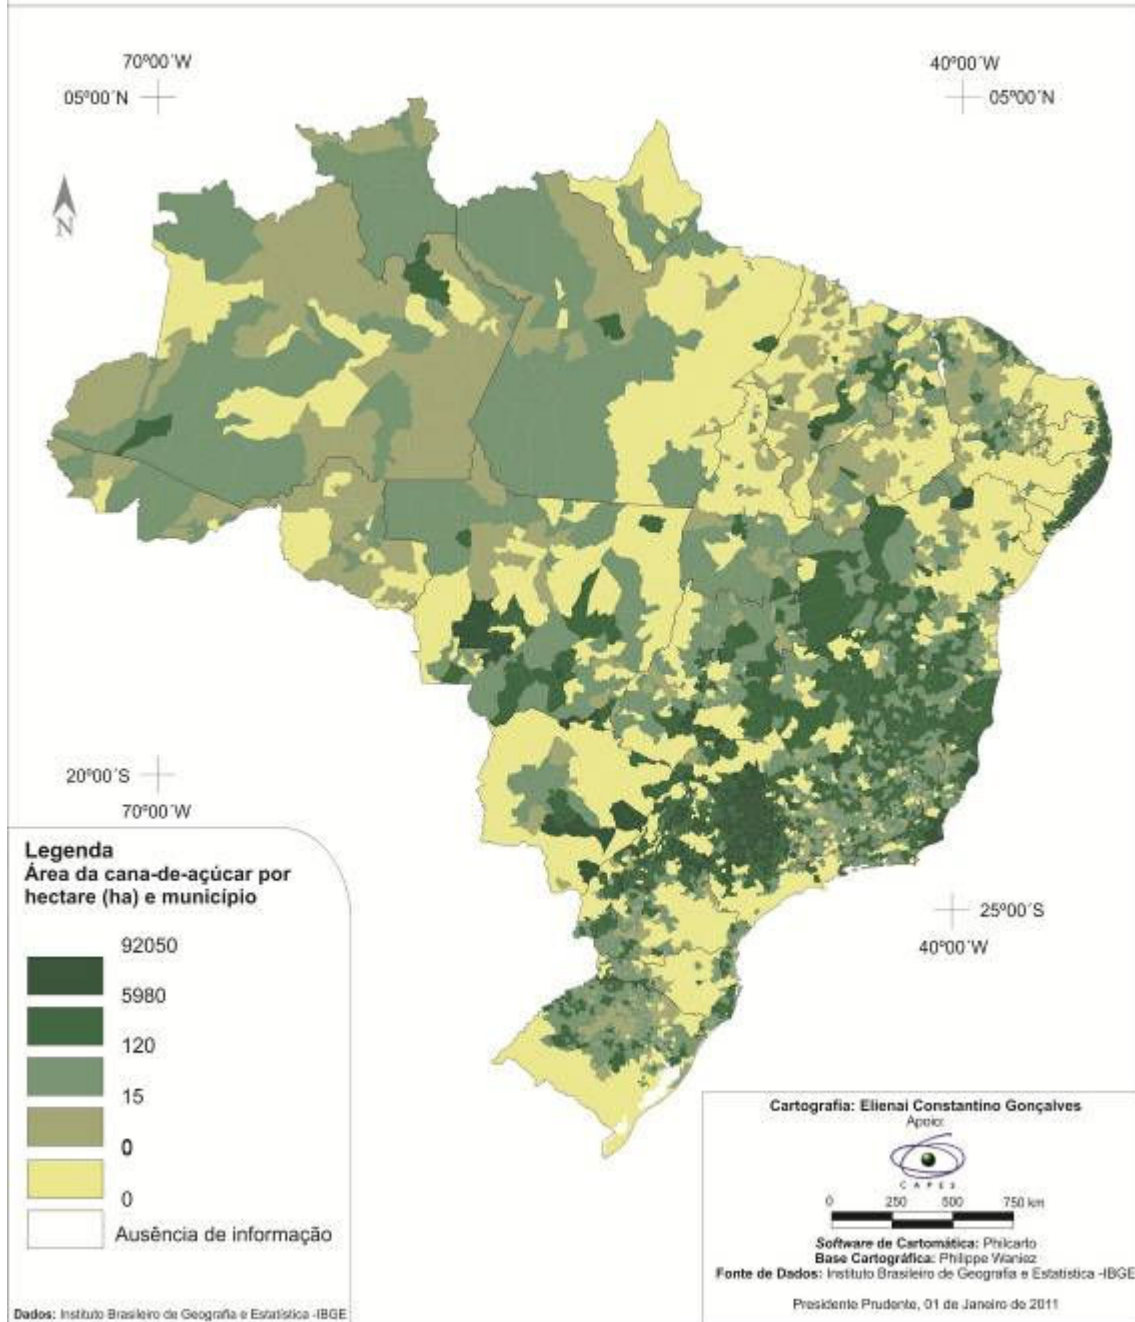 70º00´W
40º00´W
05º00´N
05º00´N
N
20º00´S
70º00´W
25º00´S
40º00´W
Legenda
Área da cana-de-açúcar por
hectare (ha) e município
92050
5980
120
15
0
0
Ausência de informação
Dados: Instituto Brasileiro de Geografia e Estatística -IBGE
Cartografia: Elienai Constantino Gonçalves
Apoio:
CAPES
0 250 500 750 km
Software de Cartomática: Philcarto
Base Cartográfica: Philippe Waniez
Fonte de Dados: Instituto Brasileiro de Geografia e Estatística -IBGE
Presidente Prudente, 01 de Janeiro de 2011